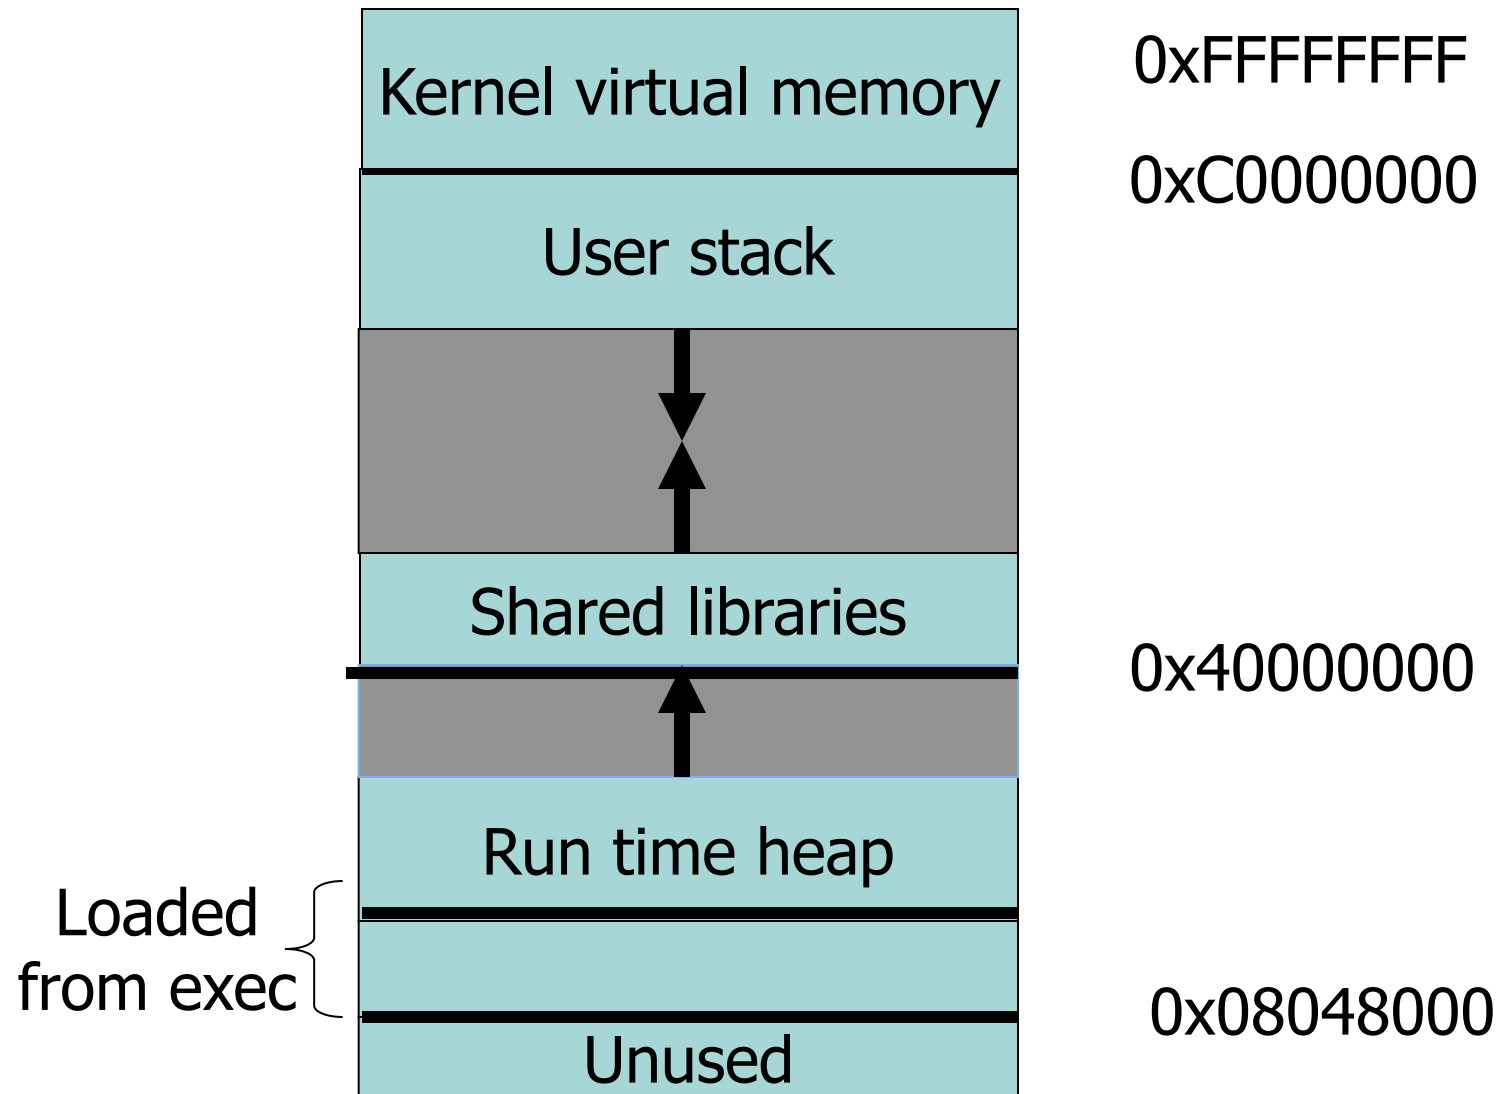 Kernel virtual memory
0xFFFFFFFF
0xC0000000
User stack
Shared libraries
0x40000000
Run time heap
Loaded
from exec
0x08048000
Unused